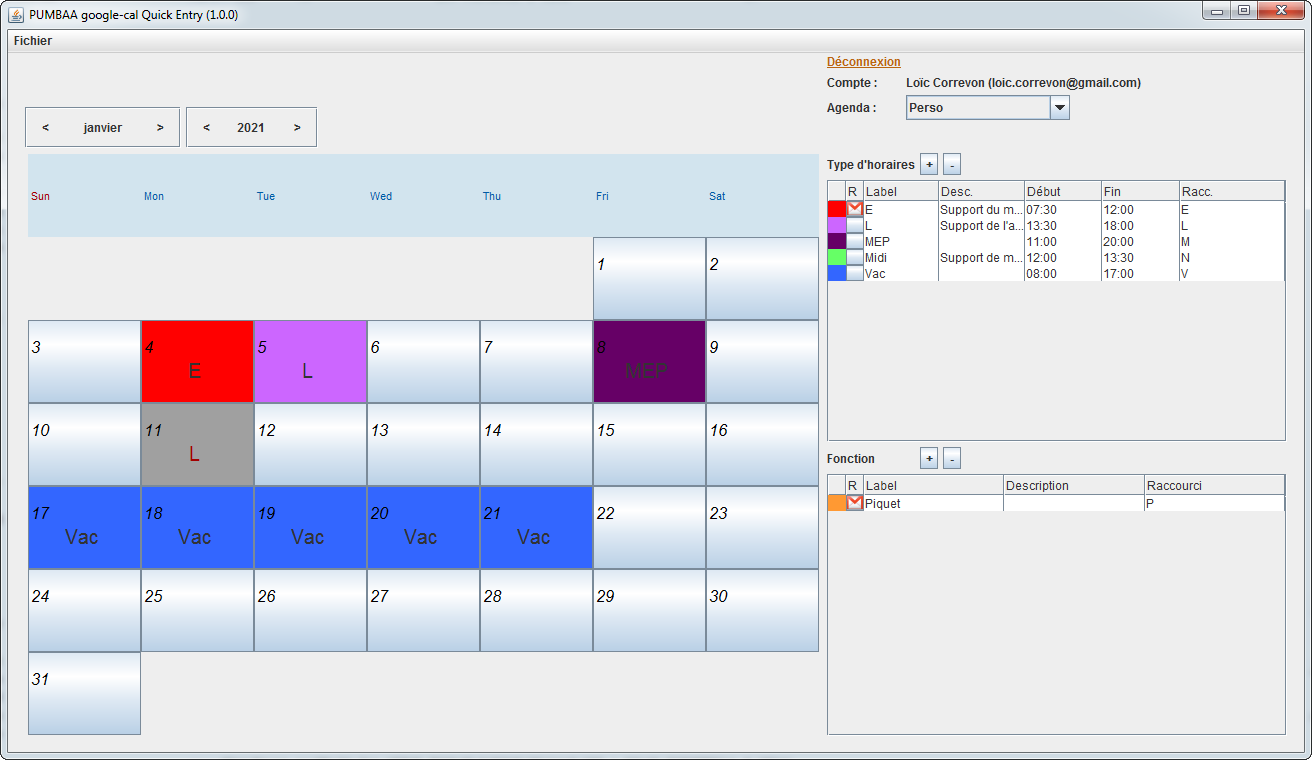 PUMBAA google-cal Quick Entry (1.0.0)
Fichier
Déconnexion
Compte : Loïc Correvon (loic.correvon@gmail.com)
Agenda : Perso
< janvier > < 2021 >
Sun Mon Tue Wed Thu Fri Sat
1 2
3 4 5 6 7 8 9
E L MEP
10 11 12 13 14 15 16
L
17 18 19 20 21 22 23
Vac Vac Vac Vac Vac
24 25 26 27 28 29 30
31
Type d'horaires + -
R Label Desc. Début Fin Racc.
E Support du m... 07:30 12:00 E
L Support de l'a... 13:30 18:00 L
MEP 11:00 20:00 M
Midi Support de m... 12:00 13:30 N
Vac 08:00 17:00 V
Fonction + -
R Label Description Raccourci
Piquet P